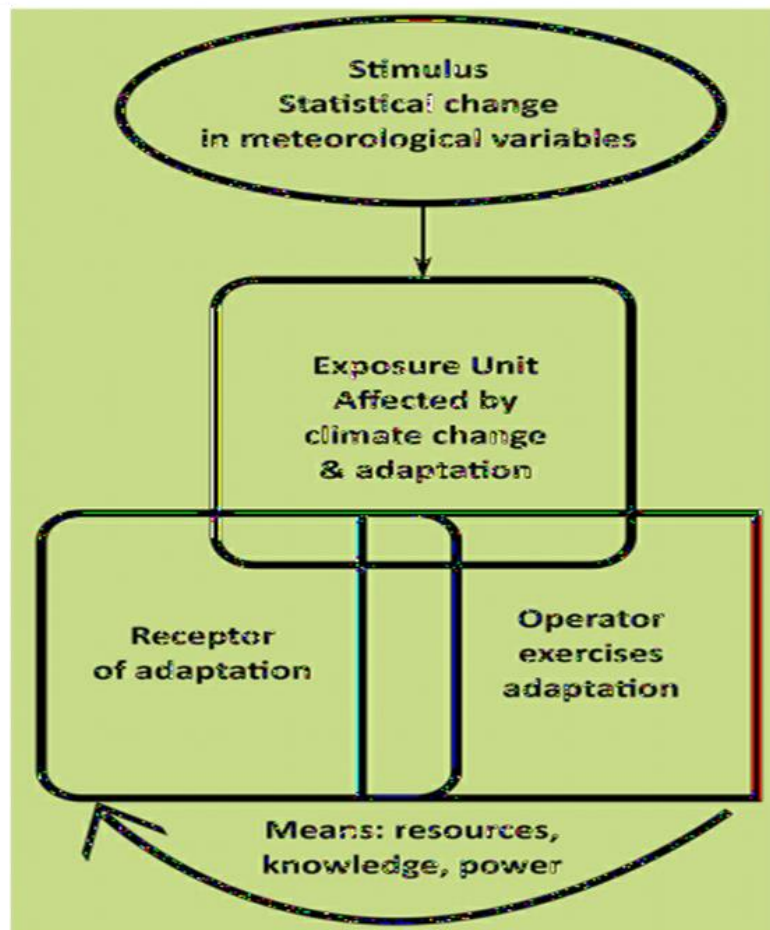 Stimulus
Statistical change
in meteorological variables
Exposure Unit
Affected by
climate change
& adaptation
Receptor
of adaptation
Operator
exercises
adaptation
Means: resources,
knowledge, power